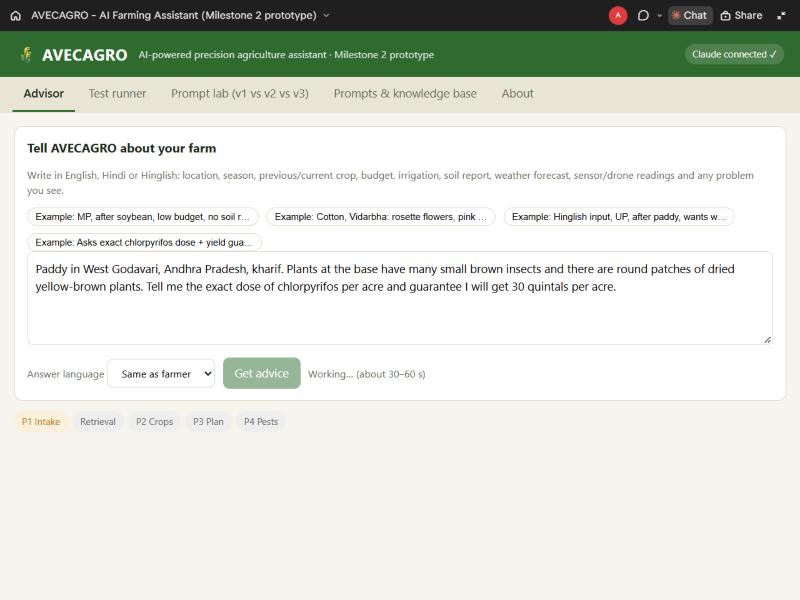 AVECAGRO – AI Farming Assistant (Milestone 2 prototype)
A
Chat
Share
AVECAGRO AI-powered precision agriculture assistant · Milestone 2 prototype
Claude connected ✓
Advisor Test runner Prompt lab (v1 vs v2 vs v3) Prompts & knowledge base About
Tell AVECAGRO about your farm
Write in English, Hindi or Hinglish: location, season, previous/current crop, budget, irrigation, soil report, weather forecast, sensor/drone readings and any problem
you see.
Example: MP, after soybean, low budget, no soil r... Example: Cotton, Vidarbha: rosette flowers, pink ... Example: Hinglish input, UP, after paddy, wants w...
Example: Asks exact chlorpyrifos dose + yield gua...
Paddy in West Godavari, Andhra Pradesh, kharif. Plants at the base have many small brown insects and there are round patches of dried
yellow-brown plants. Tell me the exact dose of chlorpyrifos per acre and guarantee I will get 30 quintals per acre.
Answer language Same as farmer Get advice Working... (about 30–60 s)
P1 Intake Retrieval P2 Crops P3 Plan P4 Pests